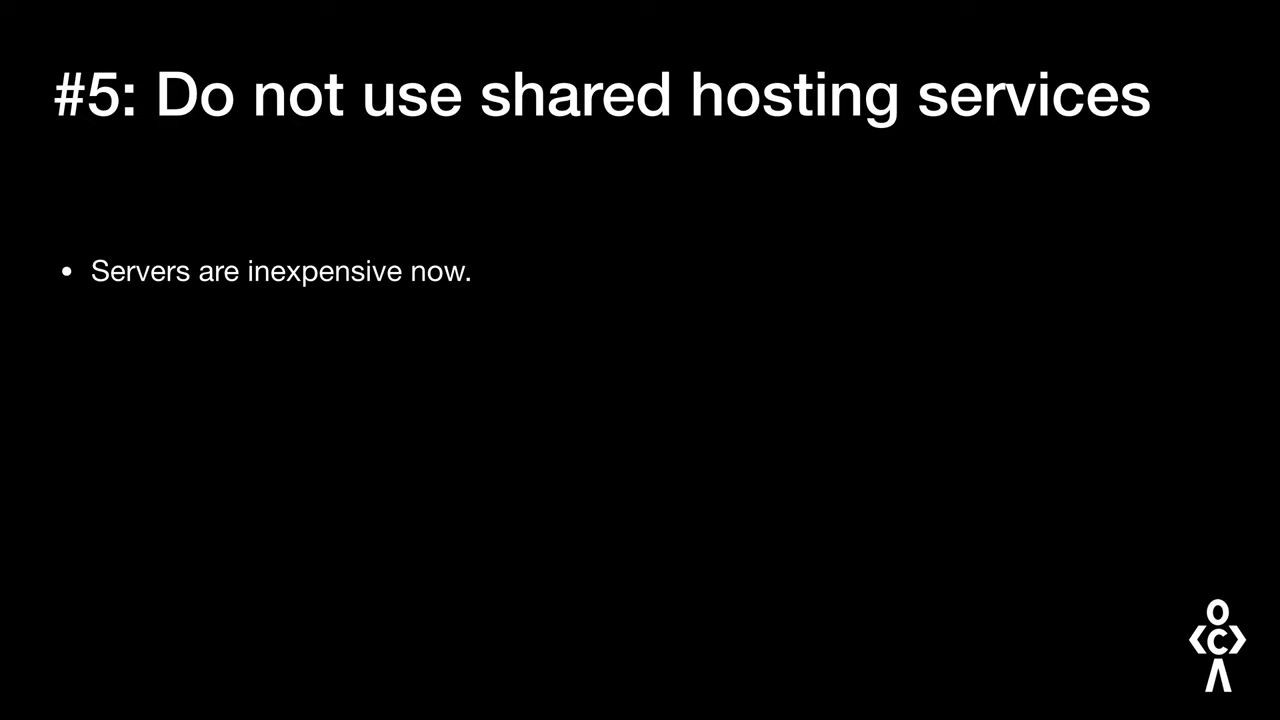 #5: Do not use shared hosting services
• Servers are inexpensive now.
O
<C>
Λ